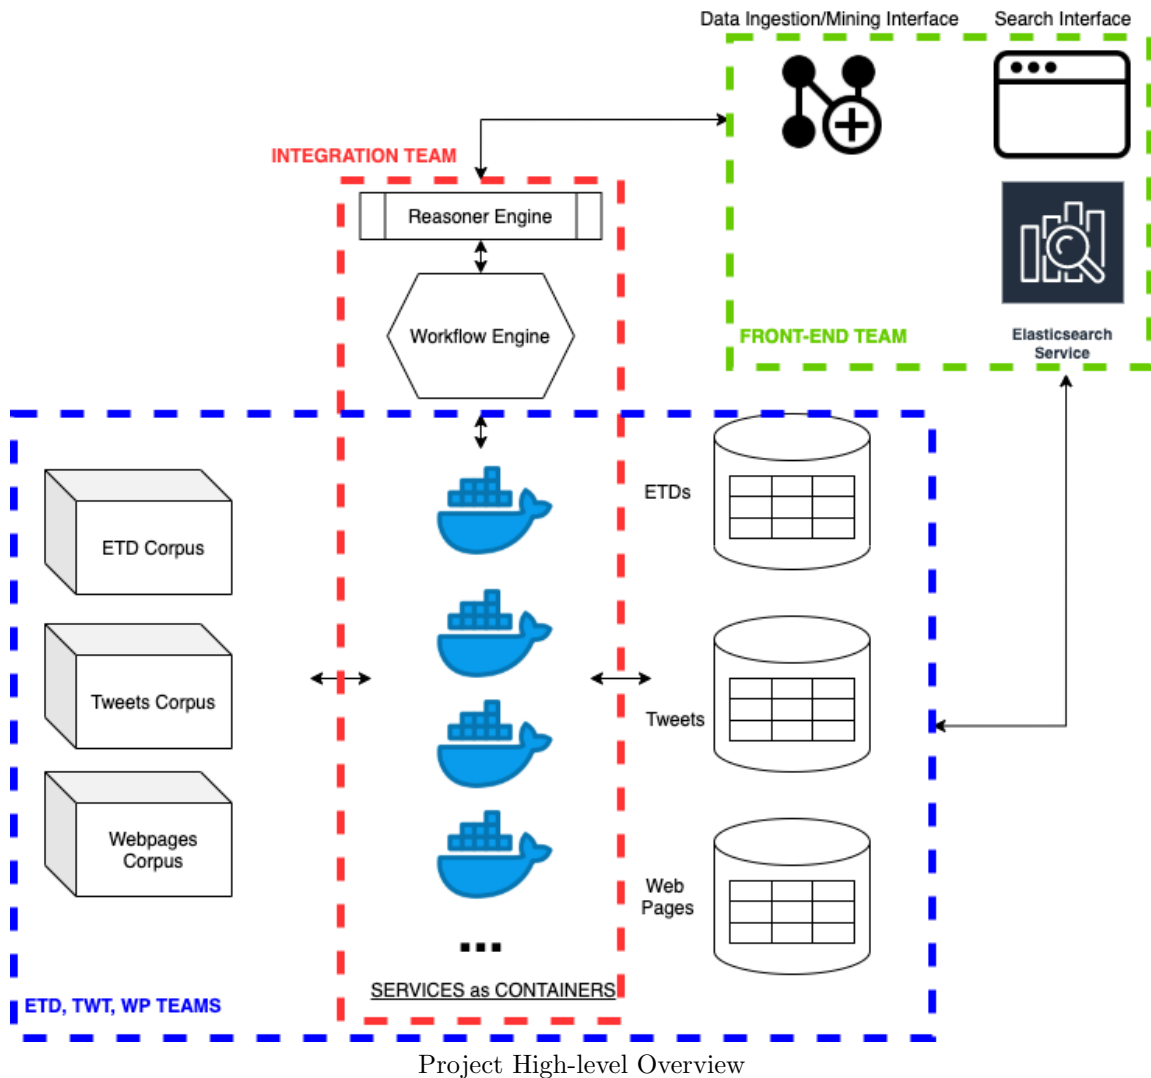 Data Ingestion/Mining Interface
Search Interface
INTEGRATION TEAM
Reasoner Engine
Workflow Engine
FRONT-END TEAM
Elasticsearch
Service
ETD Corpus
ETDs
Tweets Corpus
Tweets
Webpages
Corpus
Web
Pages
...
SERVICES as CONTAINERS
ETD, TWT, WP TEAMS
Project High-level Overview